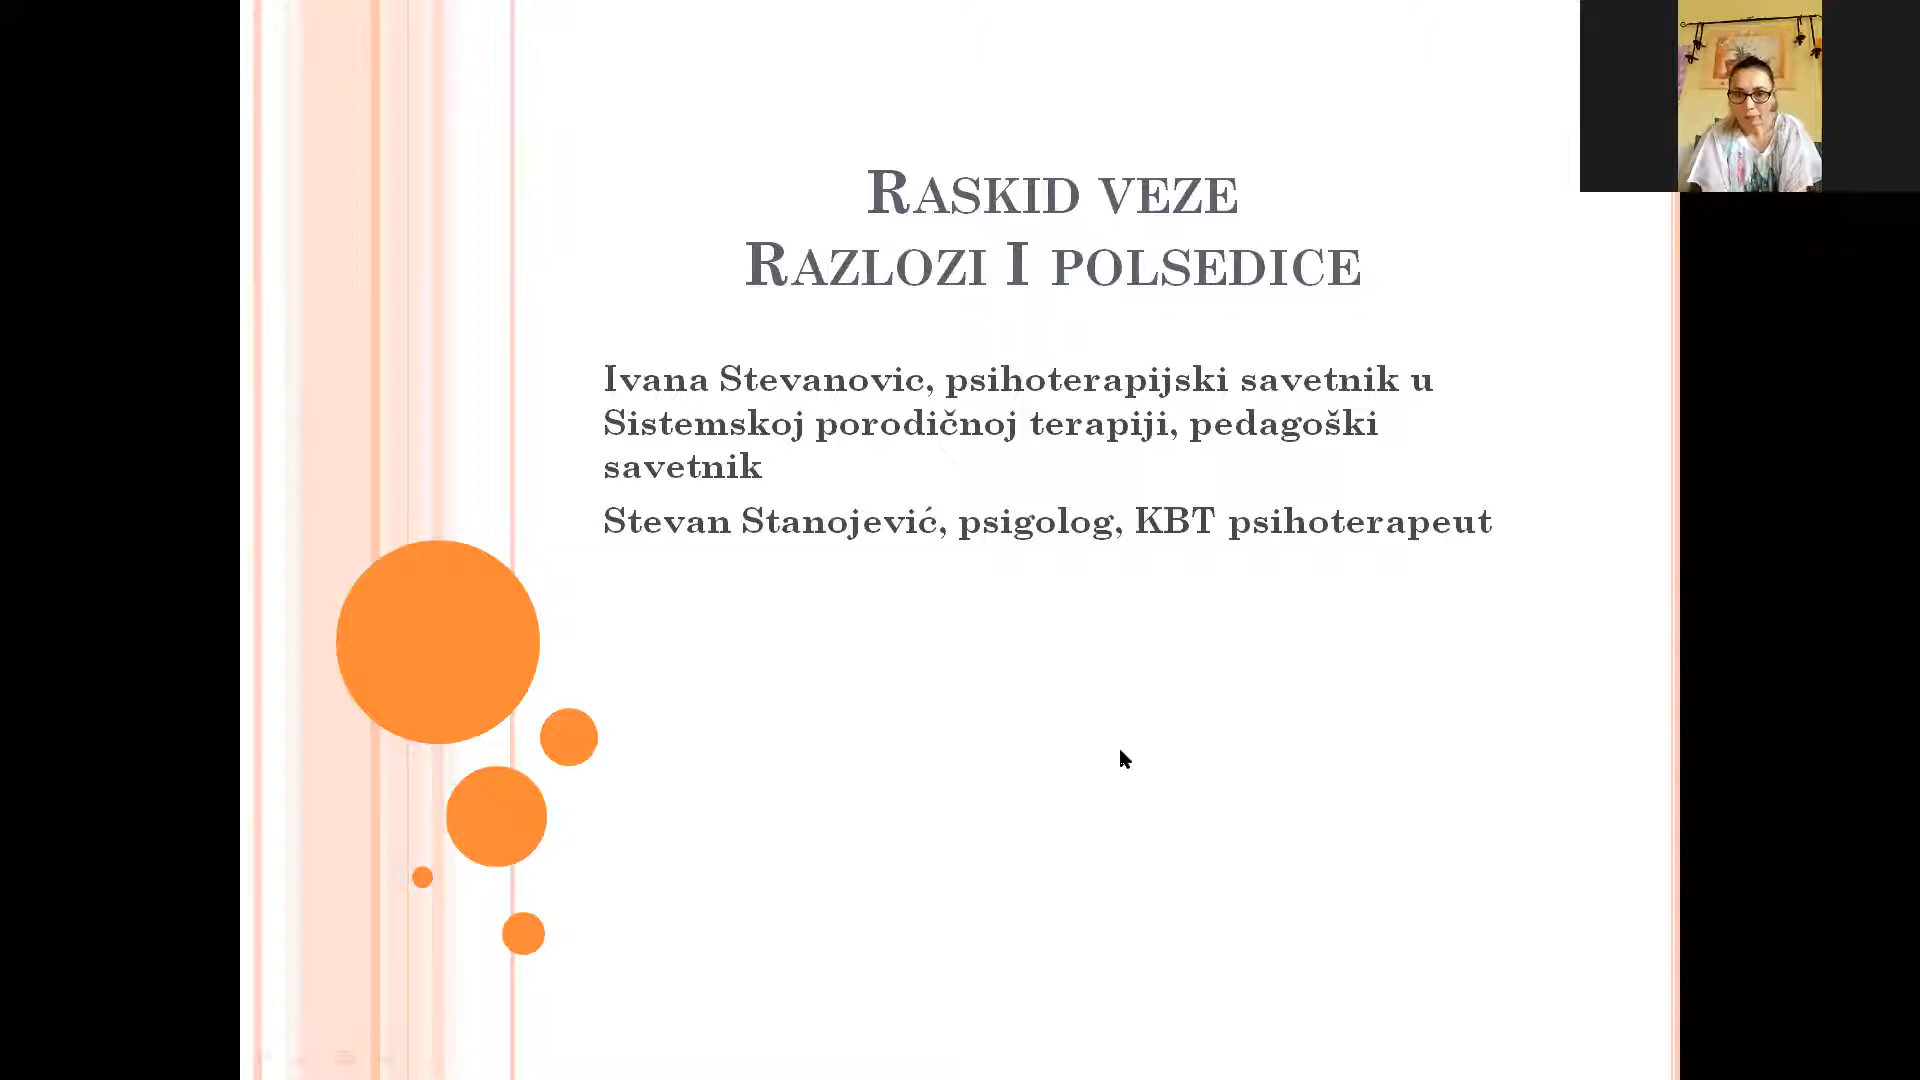 Raskid veze
Razlozi I polsedice
Ivana Stevanovic, psihoterapijski savetnik u
Sistemskoj porodičnoj terapiji, pedagoški
savetnik
Stevan Stanojević, psigolog, KBT psihoterapeut